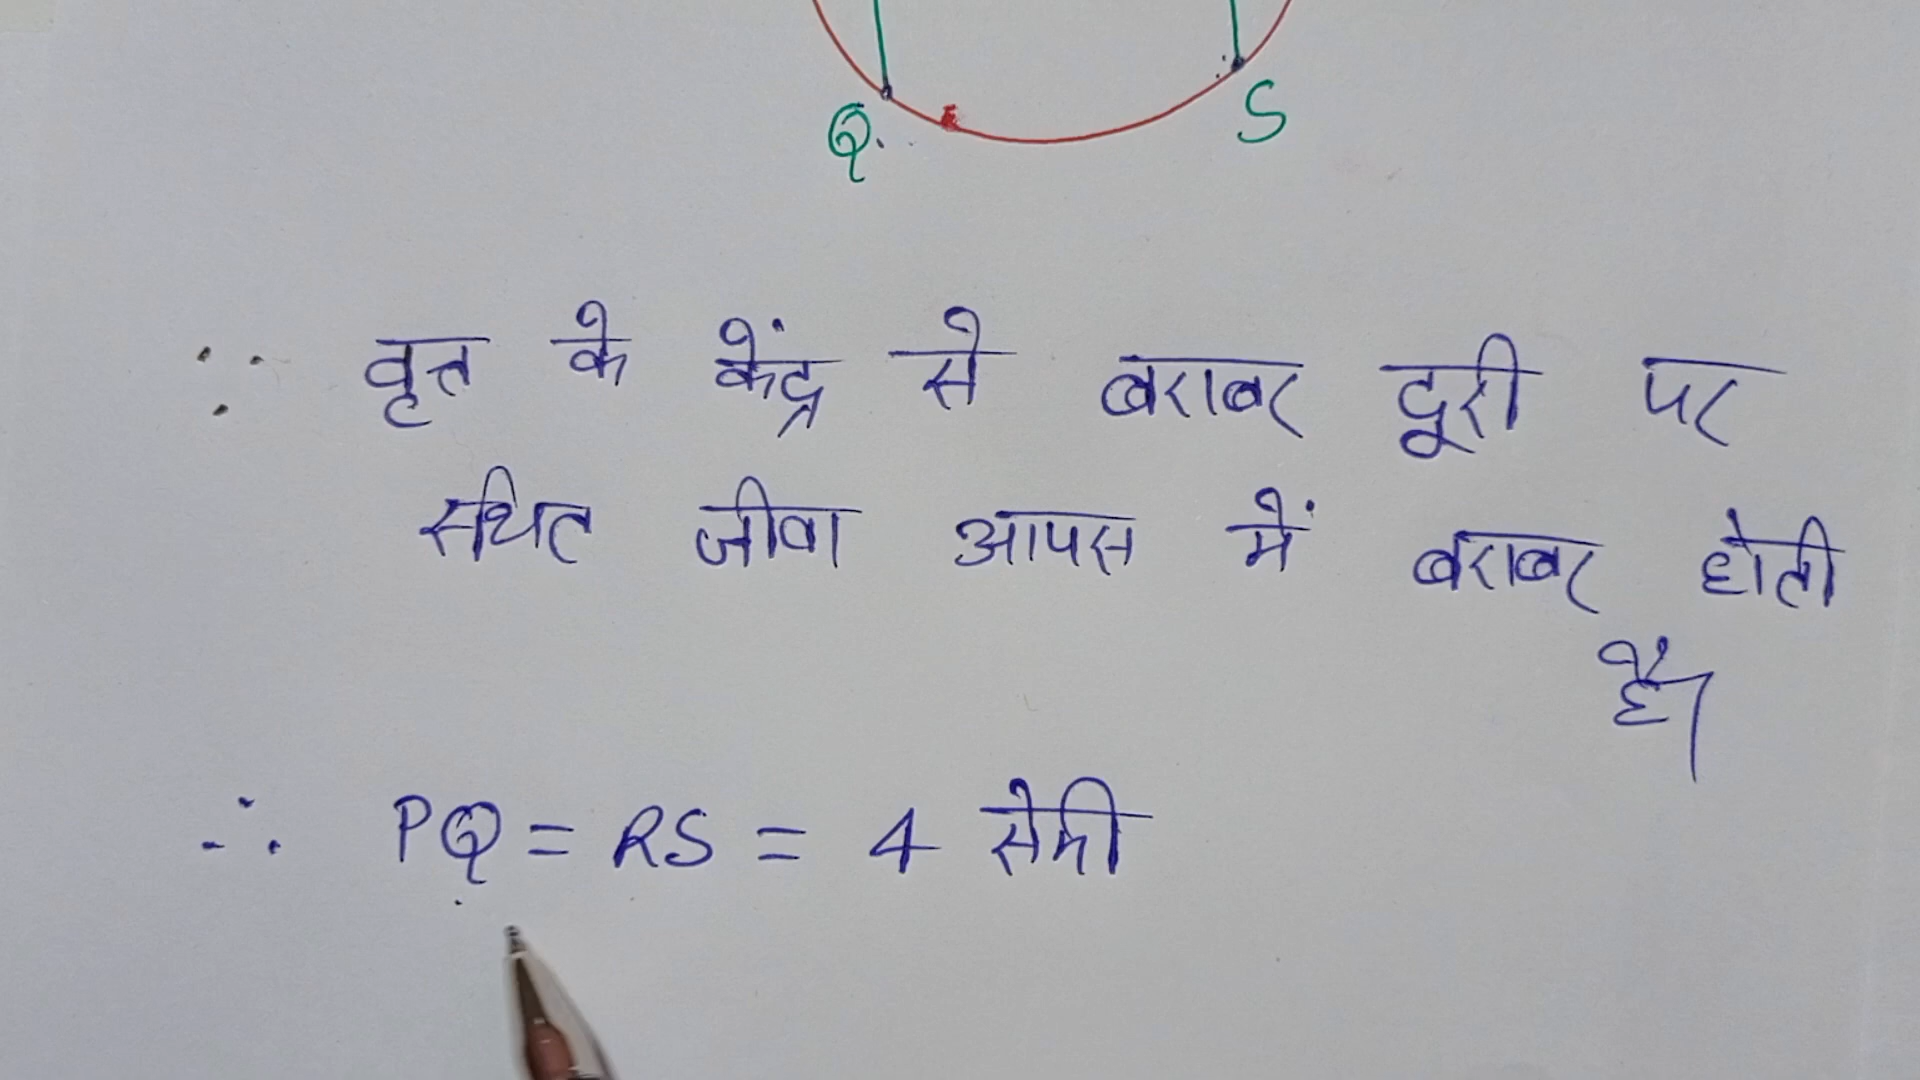 Q S
∵ वृत्त के केंद्र से बराबर दूरी पर
स्थित जीवा आपस में बराबर होती
हैं।
∴ PQ = RS = 4 सेमी